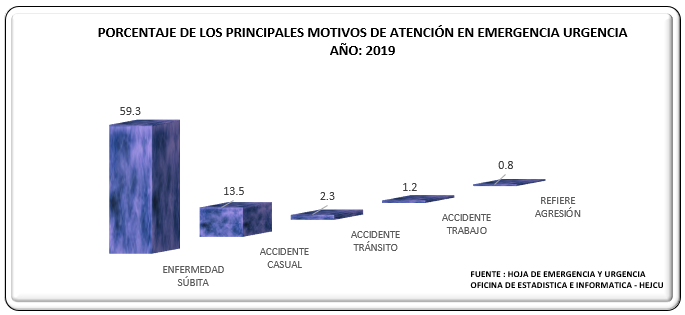 PORCENTAJE DE LOS PRINCIPALES MOTIVOS DE ATENCIÓN EN EMERGENCIA URGENCIA
AÑO: 2019
59.3
13.5
2.3
1.2
0.8
ENFERMEDAD
SÚBITA
ACCIDENTE
CASUAL
ACCIDENTE
TRÁNSITO
ACCIDENTE
TRABAJO
REFIERE
AGRESIÓN
FUENTE : HOJA DE EMERGENCIA Y URGENCIA
OFICINA DE ESTADISTICA E INFORMATICA - HEJCU